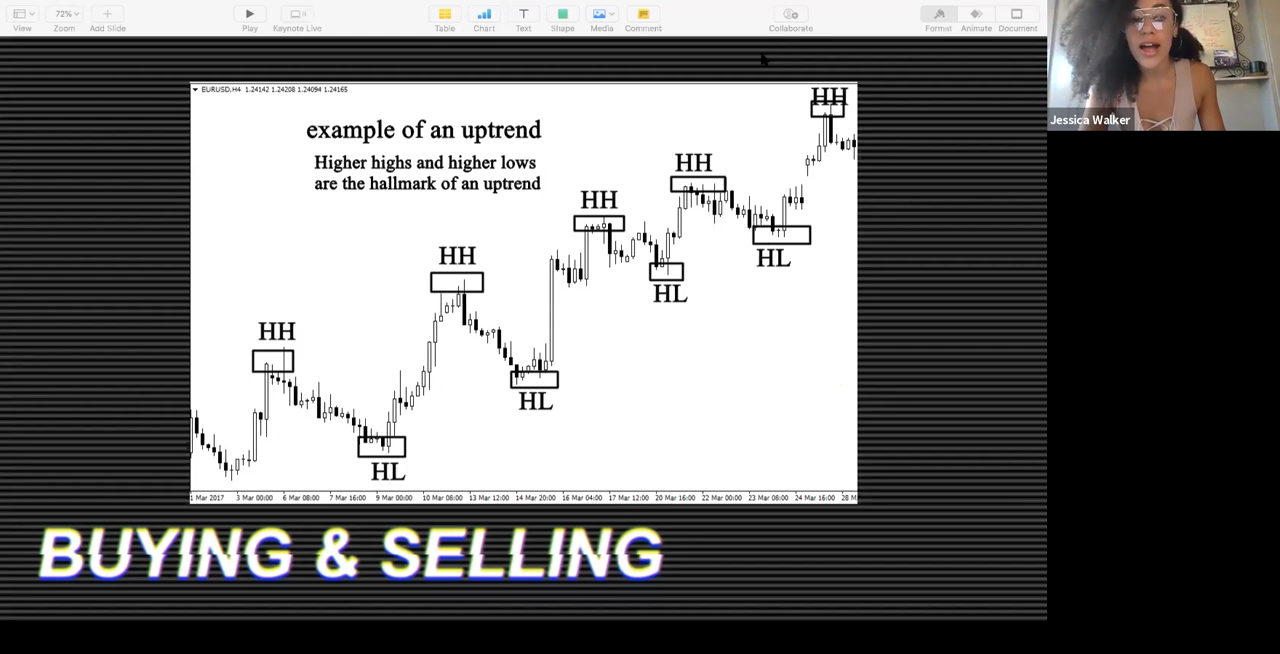 View
72%
Zoom
Add Slide
Play
Keynote Live
Table
Chart
Text
Shape
Media
Comment
Collaborate
Format
Animate
Document
Jessica Walker
EURUSD,H4 1.24142 1.24208 1.24094 1.24165
example of an uptrend
Higher highs and higher lows
are the hallmark of an uptrend
HH
HH
HH
HH
HH
HL
HL
HL
HL
1 Mar 2017 3 Mar 00:00 6 Mar 08:00 7 Mar 16:00 9 Mar 00:00 10 Mar 08:00 13 Mar 12:00 14 Mar 20:00 16 Mar 04:00 17 Mar 12:00 20 Mar 16:00 22 Mar 00:00 23 Mar 08:00 24 Mar 16:00 28 M
BUYING & SELLING